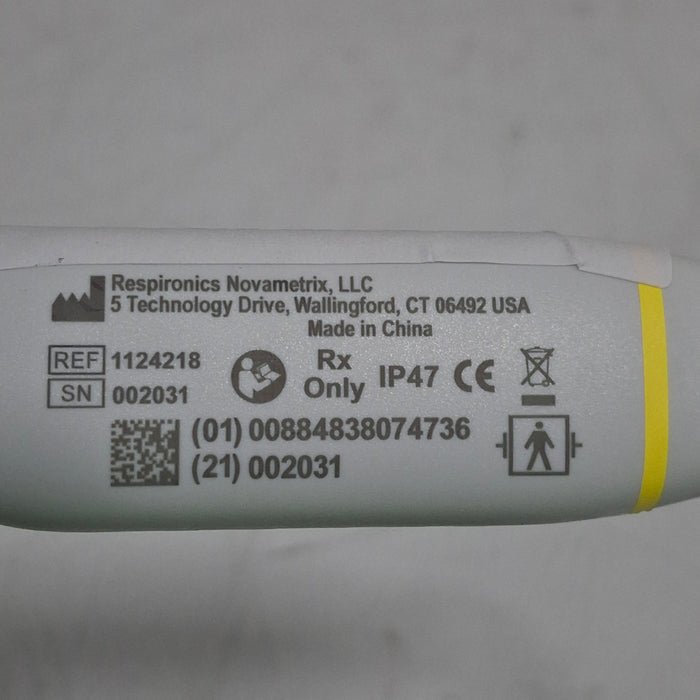 Respironics Novametrix, LLC
5 Technology Drive, Wallingford, CT 06492 USA
Made in China
REF 1124218
SN 002031
Rx
Only
IP47
CE
(01) 00884838074736
(21) 002031